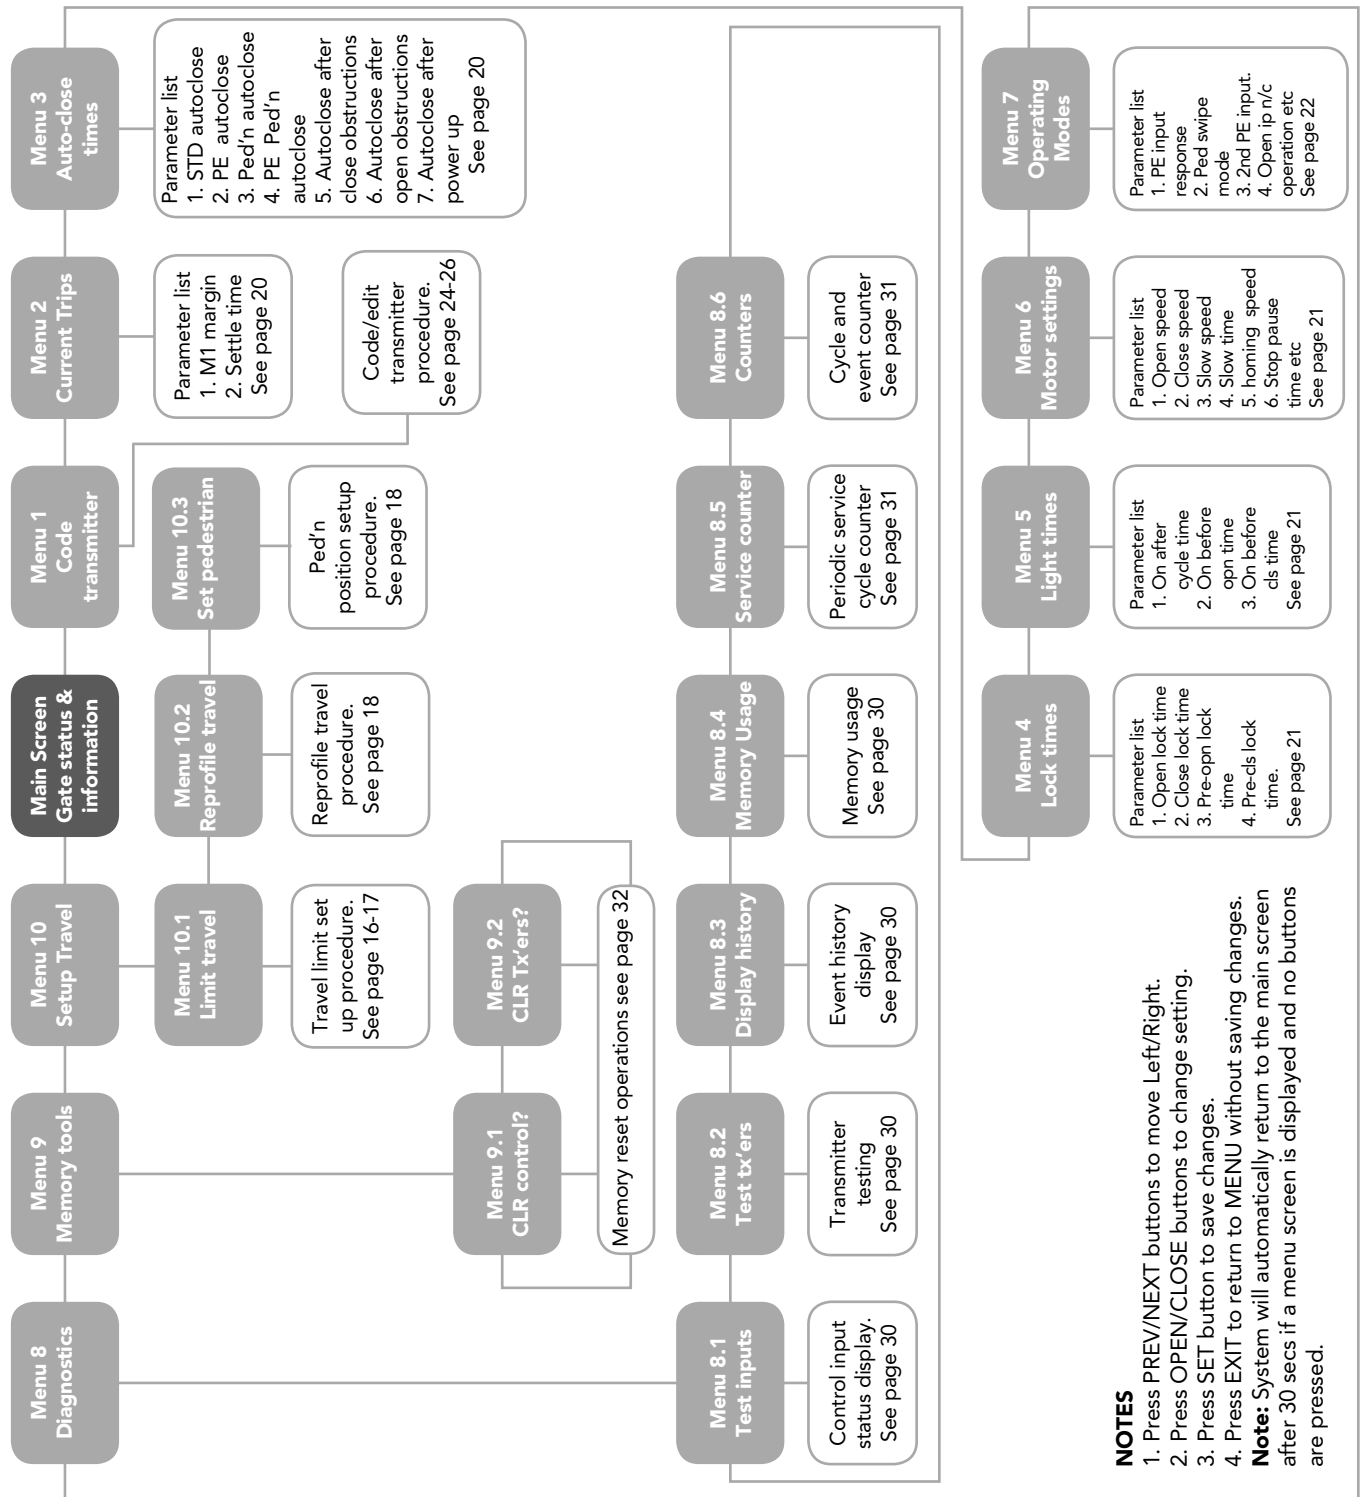 Menu 8
Diagnostics
Menu 9
Memory tools
Menu 10
Setup Travel
Main Screen
Gate status &
information
Menu 1
Code
transmitter
Menu 2
Current Trips
Menu 3
Auto-close
times
Menu 10.1
Limit travel
Menu 10.2
Reprofile travel
Menu 10.3
Set pedestrian
Parameter list
1. M1 margin
2. Settle time
See page 20
Parameter list
1. STD autoclose
2. PE autoclose
3. Ped'n autoclose
4. PE Ped'n
autoclose
5. Autoclose after
close obstructions
6. Autoclose after
open obstructions
7. Autoclose after
power up
See page 20
Travel limit set
up procedure.
See page 16-17
Reprofile travel
procedure.
See page 18
Ped'n
position setup
procedure.
See page 18
Code/edit
transmitter
procedure.
See page 24-26
Menu 9.1
CLR control?
Menu 9.2
CLR Tx'ers?
Memory reset operations see page 32
Menu 8.1
Test inputs
Menu 8.2
Test tx'ers
Menu 8.3
Display history
Menu 8.4
Memory Usage
Menu 8.5
Service counter
Menu 8.6
Counters
Control input
status display.
See page 30
Transmitter
testing
See page 30
Event history
display
See page 30
Memory usage
See page 30
Periodic service
cycle counter
See page 31
Cycle and
event counter
See page 31
Menu 4
Lock times
Menu 5
Light times
Menu 6
Motor settings
Menu 7
Operating
Modes
Parameter list
1. Open lock time
2. Close lock time
3. Pre-opn lock
time
4. Pre-cls lock
time.
See page 21
Parameter list
1. On after
cycle time
2. On before
opn time
3. On before
cls time
See page 21
Parameter list
1. Open speed
2. Close speed
3. Slow speed
4. Slow time
5. homing speed
6. Stop pause
time etc
See page 21
Parameter list
1. PE input
response
2. Ped swipe
mode
3. 2nd PE input.
4. Open ip n/c
operation etc
See page 22
NOTES
1. Press PREV/NEXT buttons to move Left/Right.
2. Press OPEN/CLOSE buttons to change setting.
3. Press SET button to save changes.
4. Press EXIT to return to MENU without saving changes.
Note: System will automatically return to the main screen
after 30 secs if a menu screen is displayed and no buttons
are pressed.